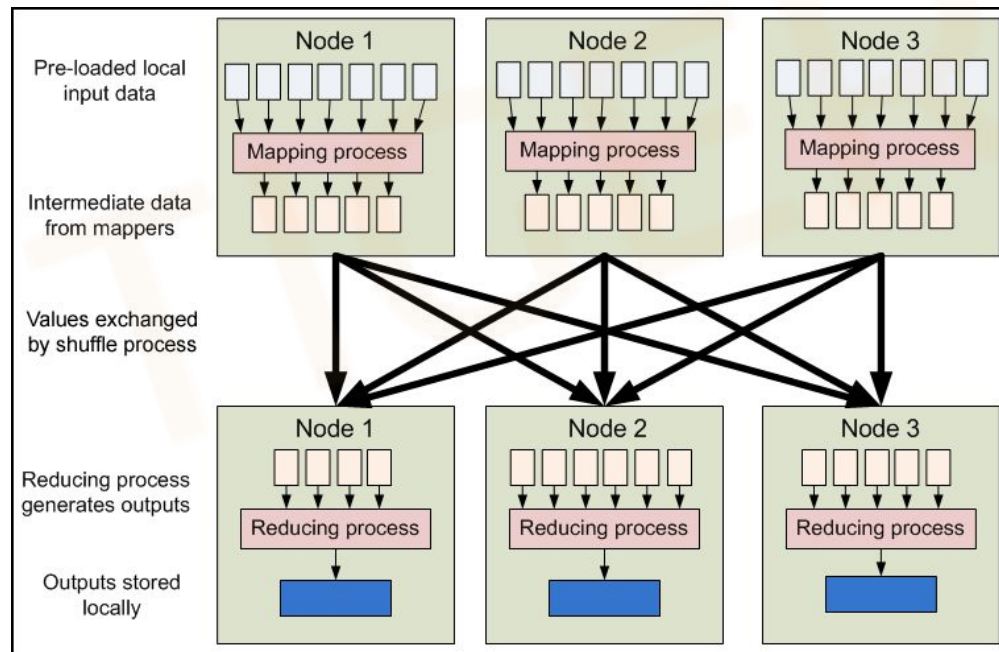 Node 1
Node 2
Node 3
Pre-loaded local
input data
Mapping process
Mapping process
Mapping process
Intermediate data
from mappers
Values exchanged
by shuffle process
Node 1
Node 2
Node 3
Reducing process
generates outputs
Reducing process
Reducing process
Reducing process
Outputs stored
locally